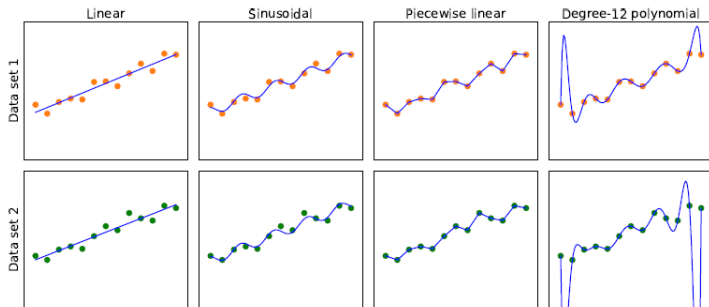 Linear Sinusoidal Piecewise linear Degree-12 polynomial
Data set 1
Data set 2